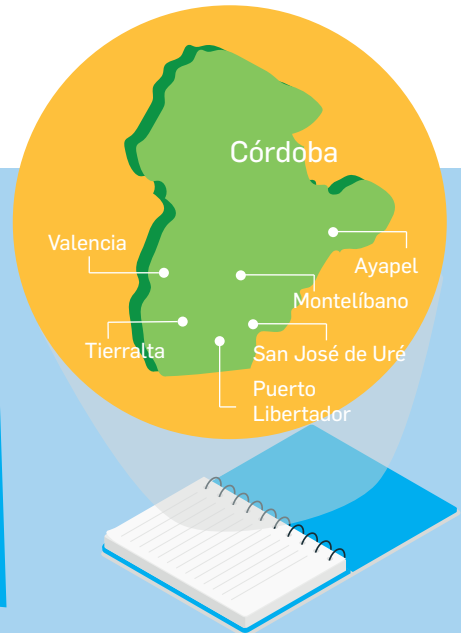 Córdoba
Valencia
Ayapel
Montelíbano
Tierralta
San José de Uré
Puerto
Libertador